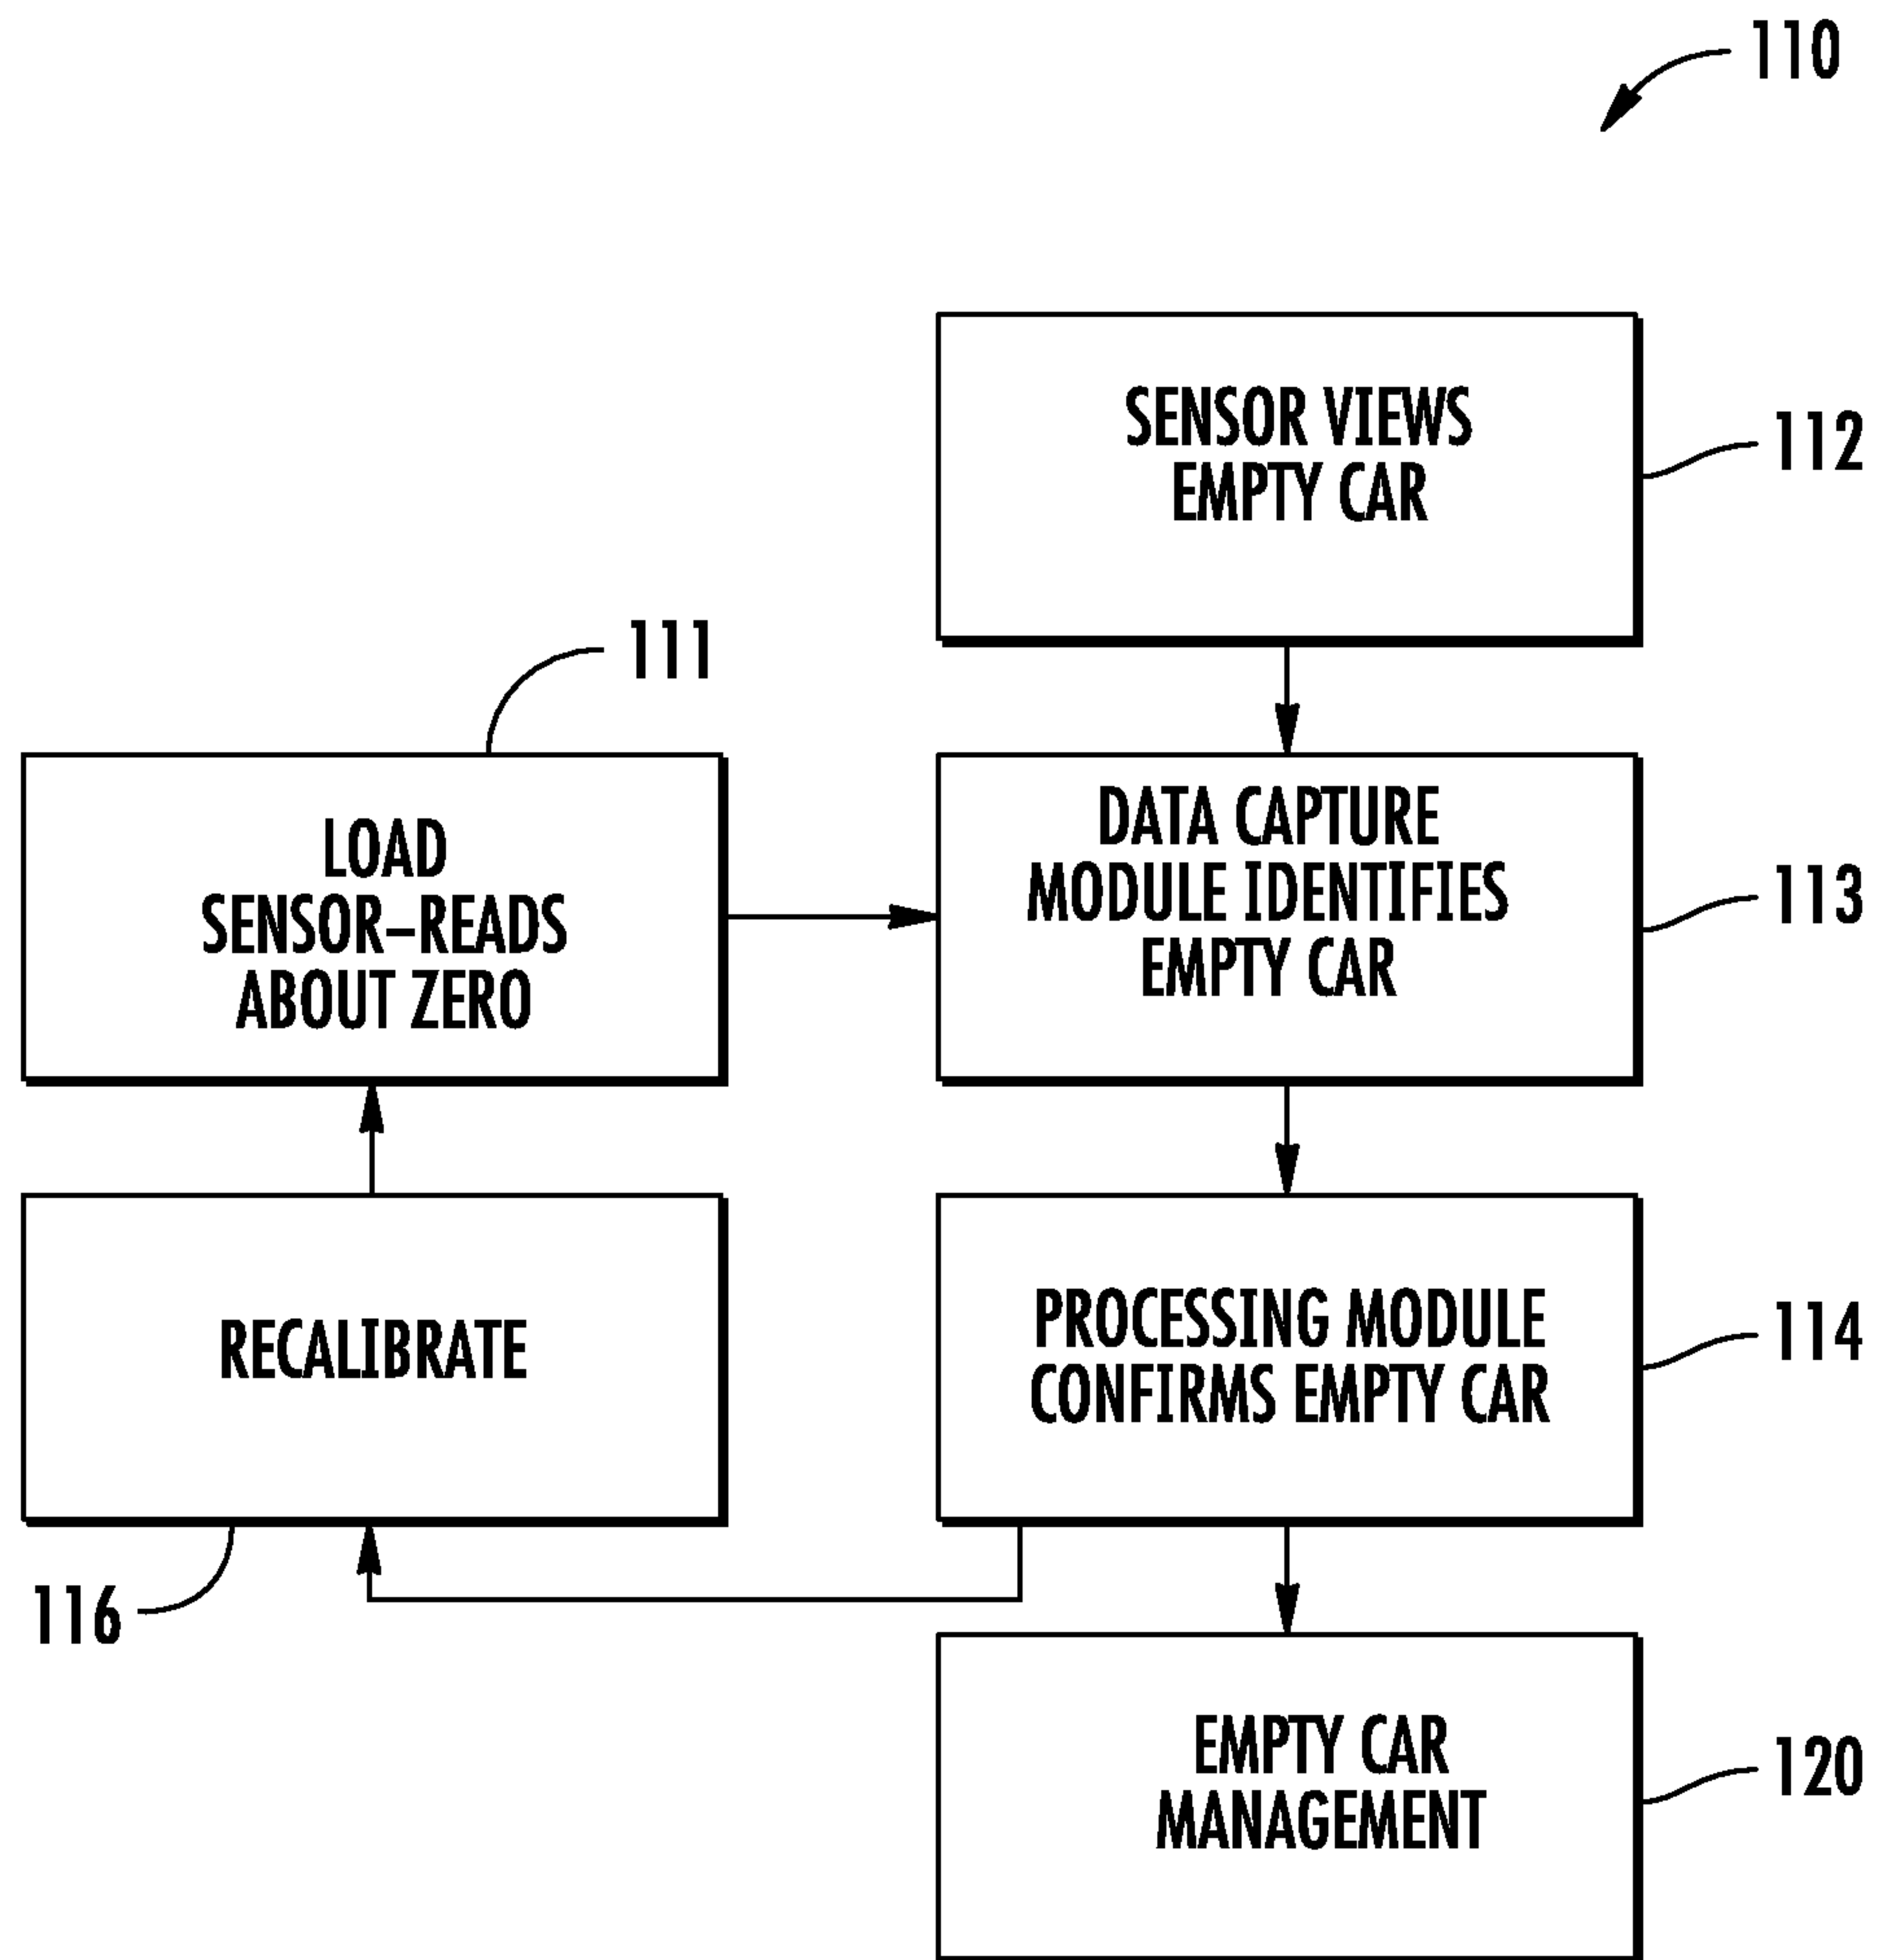 110
SENSOR VIEWS
EMPTY CAR
112
111
LOAD
SENSOR–READS
ABOUT ZERO
DATA CAPTURE
MODULE IDENTIFIES
EMPTY CAR
113
RECALIBRATE
116
PROCESSING MODULE
CONFIRMS EMPTY CAR
114
EMPTY CAR
MANAGEMENT
120